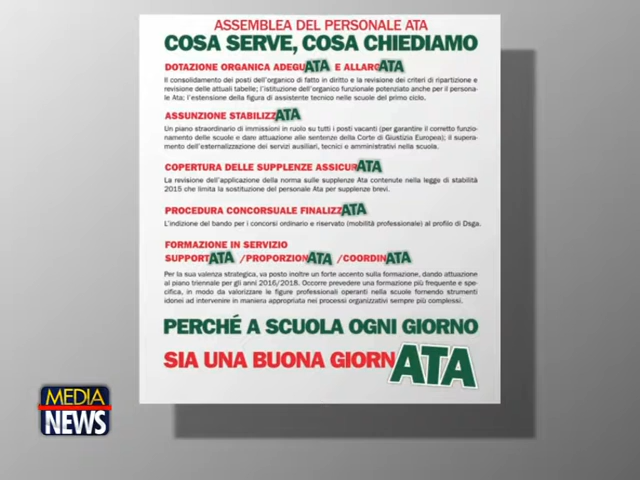 ASSEMBLEA DEL PERSONALE ATA
COSA SERVE, COSA CHIEDIAMO
DOTAZIONE ORGANICA ADEGUATA E ALLARGATA
Il consolidamento dei posti dell'organico di fatto in diritto e la revisione dei criteri di ripartizione e
revisione delle attuali tabelle; l'istituzione dell'organico funzionale potenziato anche per il persona-
le Ata; l'estensione della figura di assistente tecnico nelle scuole del primo ciclo.
ASSUNZIONE STABILIZZATA
Un piano straordinario di immissioni in ruolo su tutti i posti vacanti (per garantire il corretto funzio-
namento delle scuole e dare attuazione alle sentenze della Corte di Giustizia Europea); il supera-
mento dell'esternalizzazione dei servizi ausiliari, tecnici e amministrativi nella scuola.
COPERTURA DELLE SUPPLENZE ASSICURATA
La revisione dell'applicazione della norma sulle supplenze Ata contenute nella legge di stabilità
2015 che limita la sostituzione del personale Ata per supplenze brevi.
PROCEDURA CONCORSUALE FINALIZZATA
L'indizione del bando per i concorsi ordinario e riservato (mobilità professionale) al profilo di Dsga.
FORMAZIONE IN SERVIZIO
SUPPORTATA /PROPORZIONATA /COORDINATA
Per la sua valenza strategica, va posto inoltre un forte accento sulla formazione, dando attuazione
al piano triennale per gli anni 2016/2018. Occorre prevedere una formazione più frequente e spe-
cifica, in modo da valorizzare le figure professionali operanti nella scuole fornendo strumenti
idonei ad intervenire in maniera appropriata nei processi organizzativi sempre più complessi.
PERCHÉ A SCUOLA OGNI GIORNO
SIA UNA BUONA GIORNATA
MEDIA
NEWS